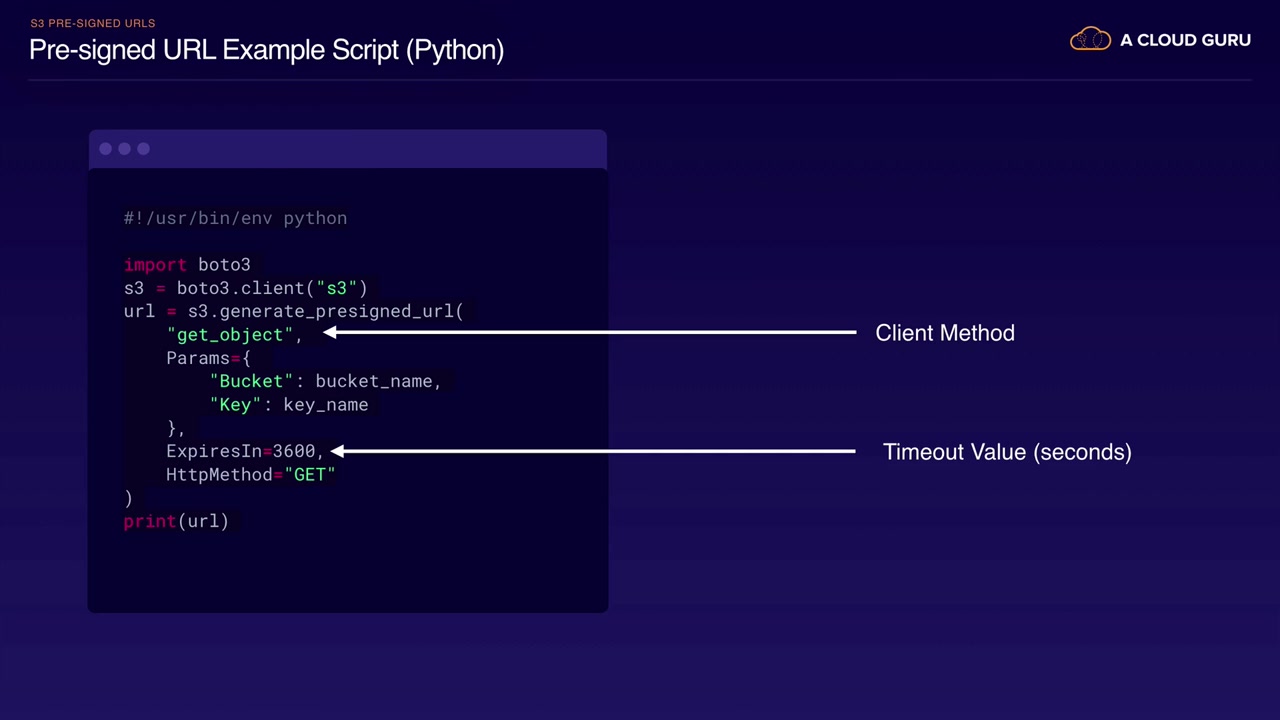 S3 PRE-SIGNED URLS
Pre-signed URL Example Script (Python)
A CLOUD GURU
#!/usr/bin/env python
import boto3
s3 = boto3.client("s3")
url = s3.generate_presigned_url(
    "get_object",
    Params={
        "Bucket": bucket_name,
        "Key": key_name
    },
    ExpiresIn=3600,
    HttpMethod="GET"
)
print(url)
Client Method
Timeout Value (seconds)